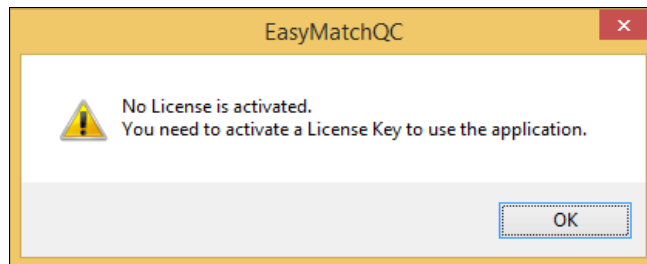 EasyMatchQC
No License is activated.
You need to activate a License Key to use the application.
OK